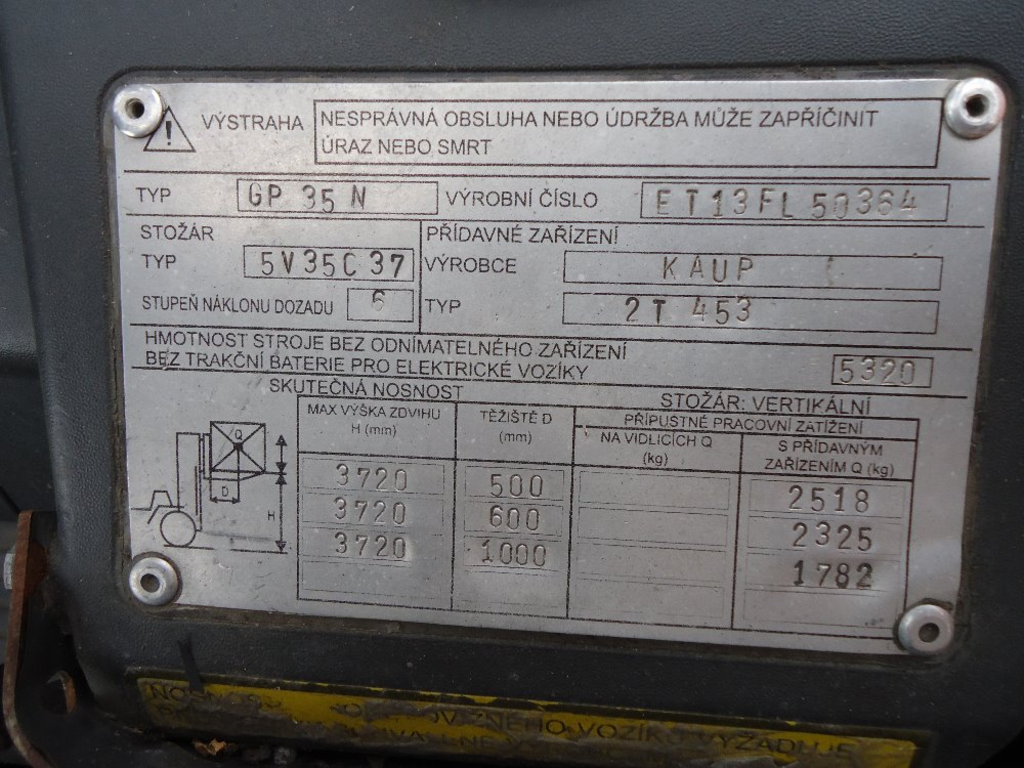 VÝSTRAHA
NESPRÁVNÁ OBSLUHA NEBO ÚDRŽBA MŮŽE ZAPŘÍČINIT
ÚRAZ NEBO SMRT
TYP GP 35 N VÝROBNÍ ČÍSLO ET13FL50364
STOŽÁR
TYP 5V35C37
STUPEŇ NÁKLONU DOZADU 6
PŘÍDAVNÉ ZAŘÍZENÍ
VÝROBCE KAUP
TYP 2T 453
HMOTNOST STROJE BEZ ODNÍMATELNÉHO ZAŘÍZENÍ
BEZ TRAKČNÍ BATERIE PRO ELEKTRICKÉ VOZÍKY 5320
SKUTEČNÁ NOSNOST STOŽÁR: VERTIKÁLNÍ
Q
D
H
MAX VÝŠKA ZDVIHU
H (mm)
TĚŽIŠTĚ D
(mm)
PŘÍPUSTNÉ PRACOVNÍ ZATÍŽENÍ
NA VIDLICÍCH Q
(kg)
S PŘÍDAVNÝM
ZAŘÍZENÍM Q (kg)
3720 500 2518
3720 600 2325
3720 1000 1782
VYŽADUJE